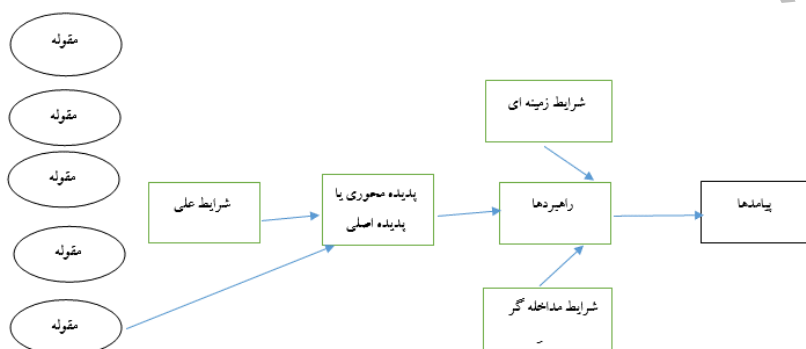 مقوله
مقوله
مقوله
مقوله
مقوله
شرایط علی
پدیده محوری یا
پدیده اصلی
شرایط زمینه ای
راهبردها
شرایط مداخله گر
پیامدها